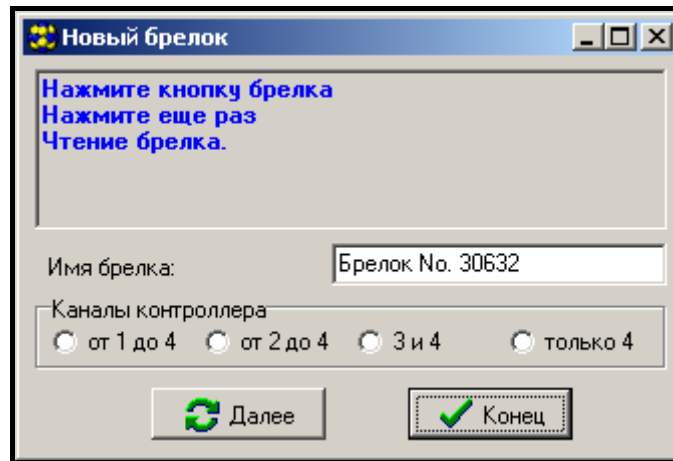 Новый брелок
Нажмите кнопку брелка
Нажмите еще раз
Чтение брелка.
Имя брелка: Брелок No. 30632
Каналы контроллера
от 1 до 4 от 2 до 4 3 и 4 только 4
Далее Конец